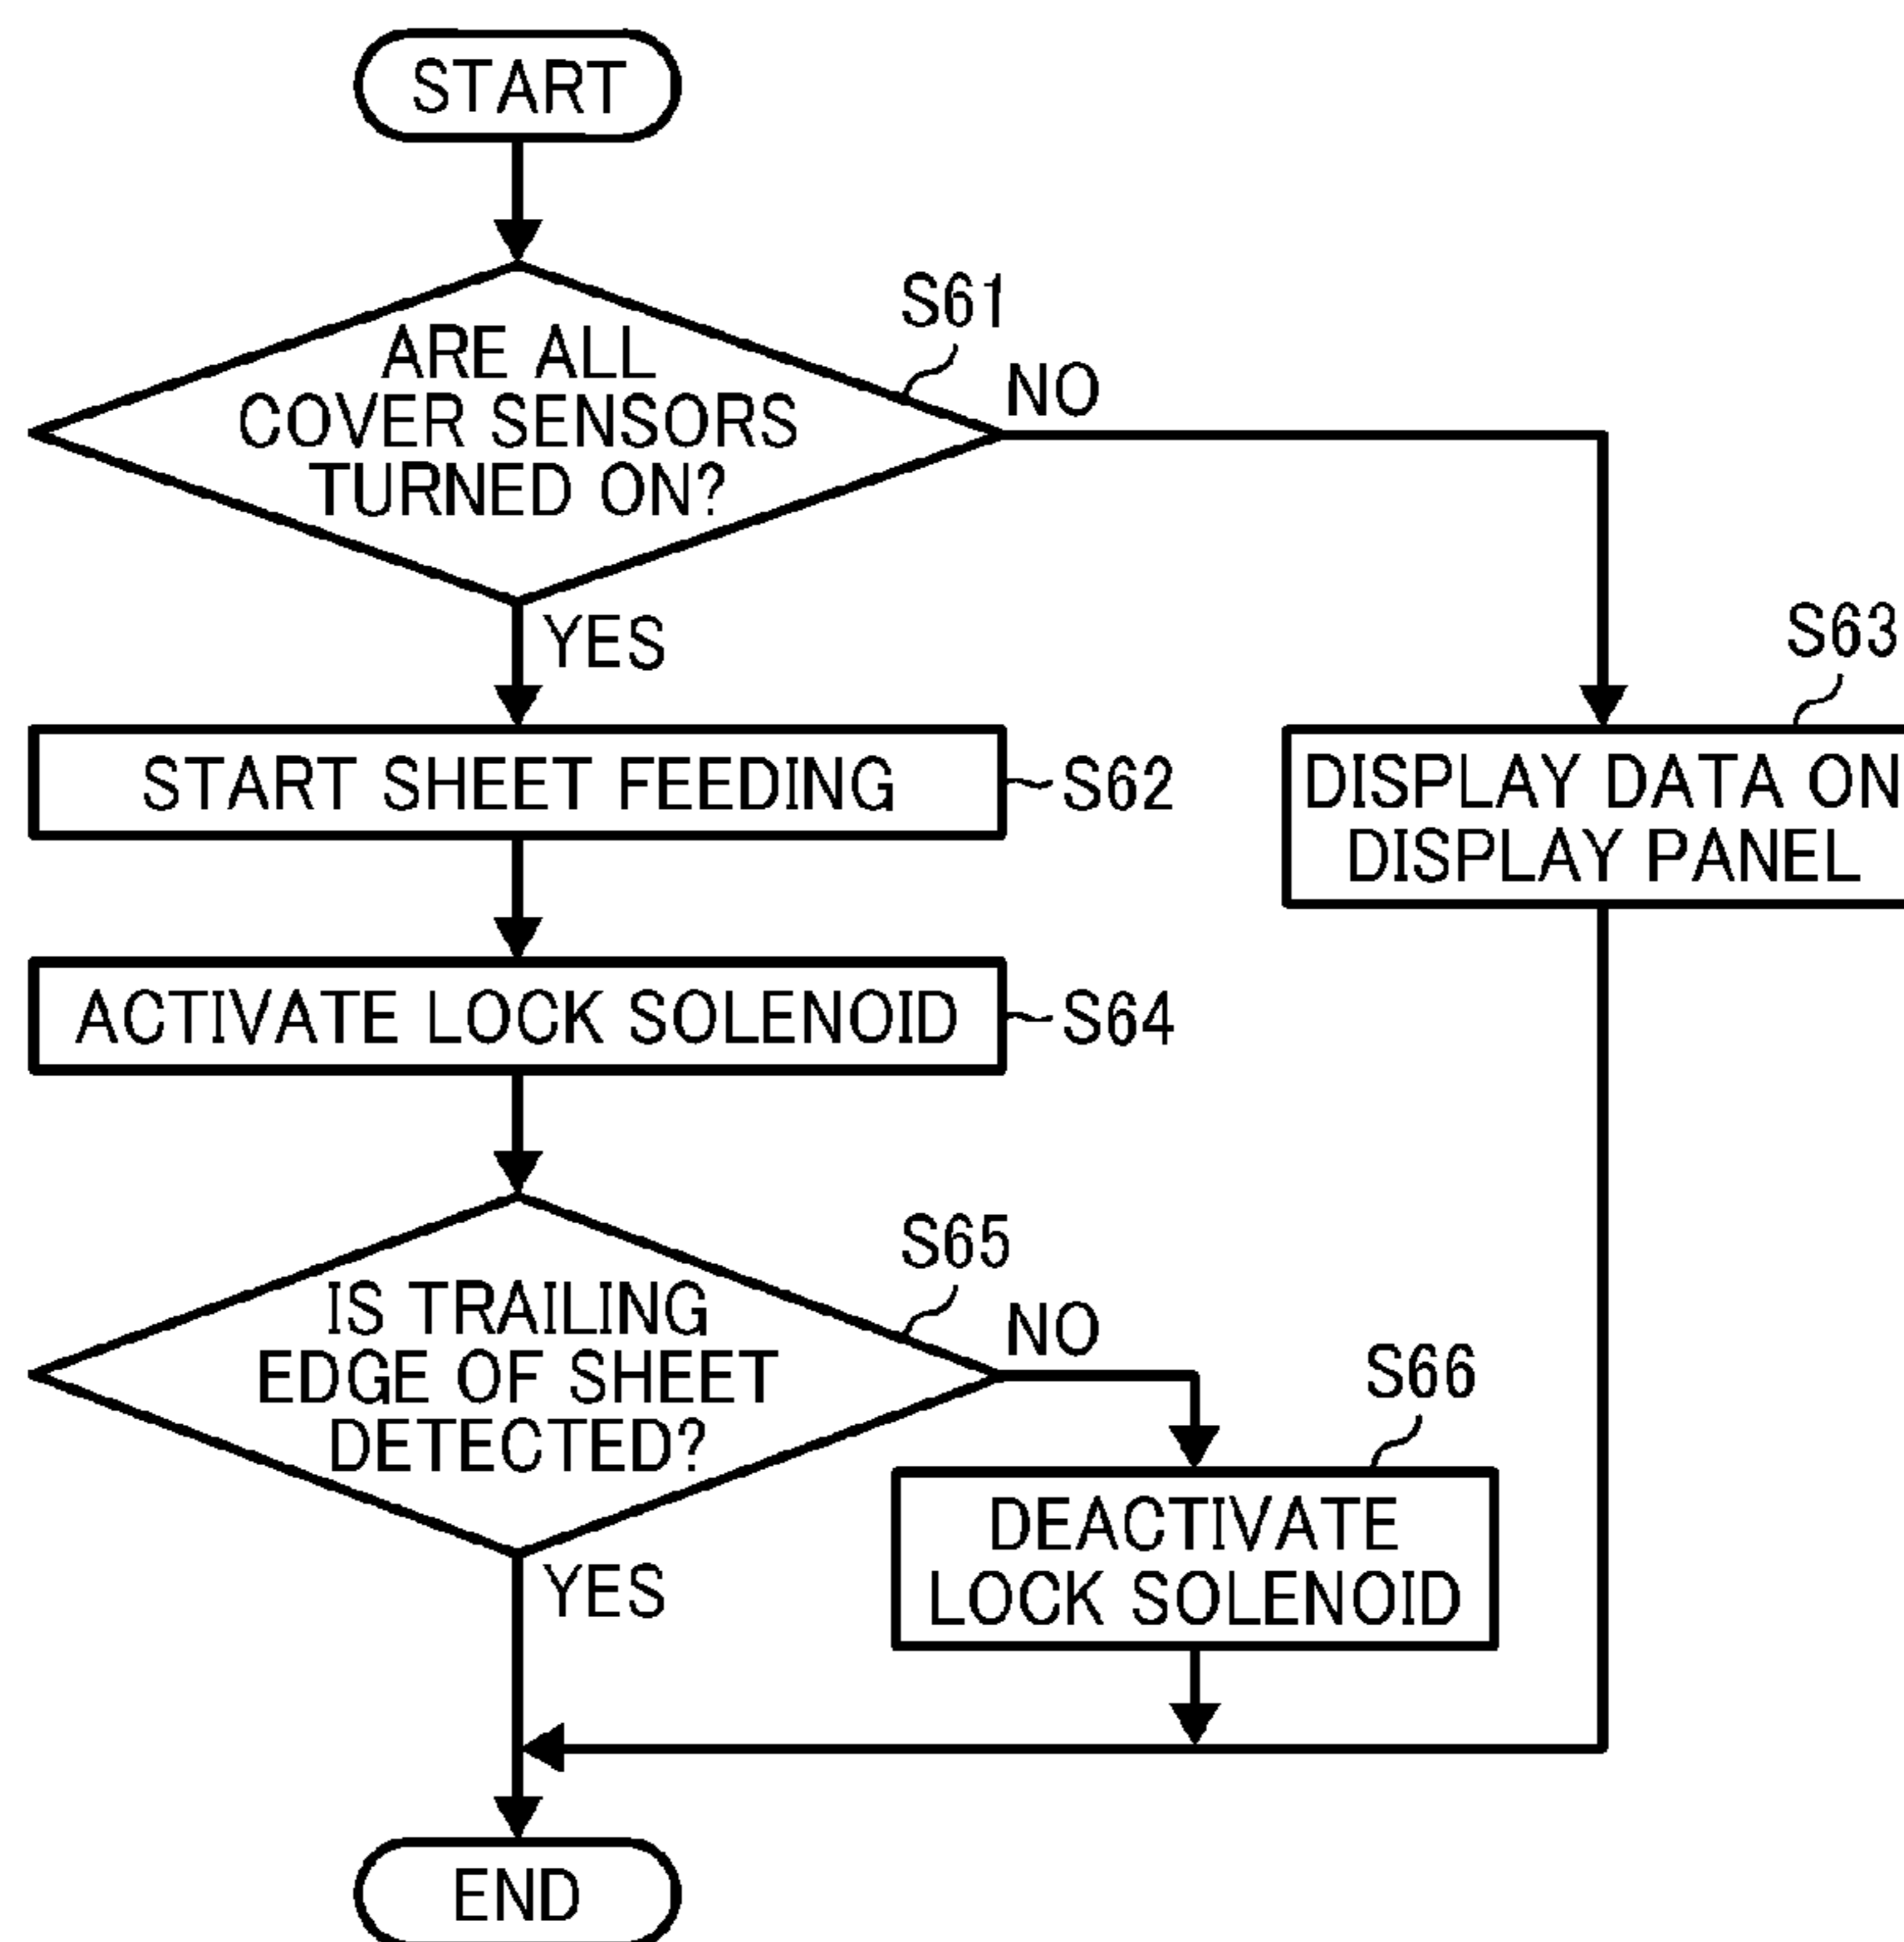 START
S61
ARE ALL
COVER SENSORS
TURNED ON?
NO
YES
S63
START SHEET FEEDING
S62
DISPLAY DATA ON
DISPLAY PANEL
ACTIVATE LOCK SOLENOID
S64
S65
IS TRAILING
EDGE OF SHEET
DETECTED?
NO
S66
DEACTIVATE
LOCK SOLENOID
YES
END